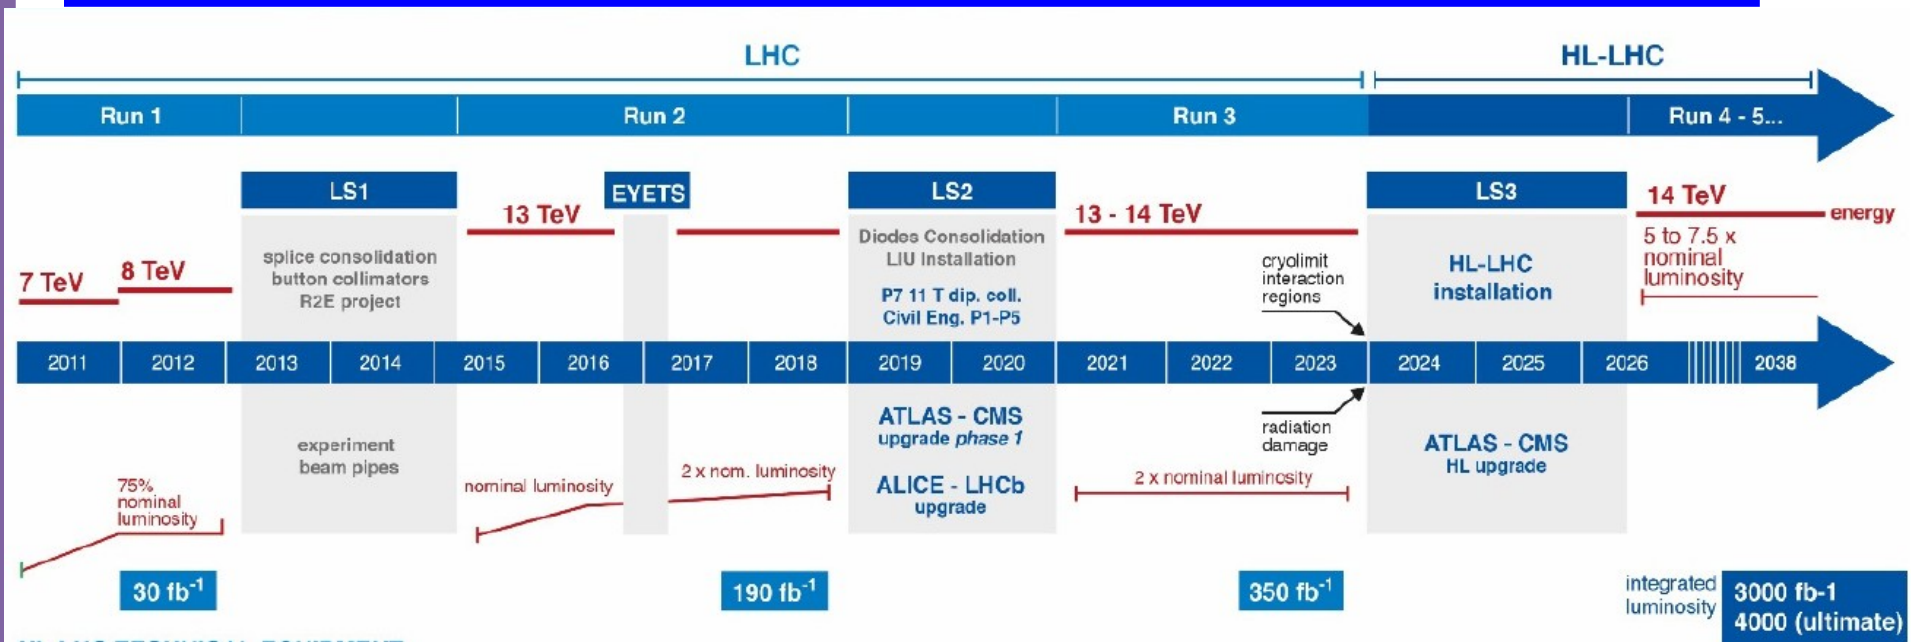 LHC
HL-LHC
Run 1
Run 2
Run 3
Run 4 - 5...
LS1
EYETS
LS2
LS3
13 TeV
13 - 14 TeV
14 TeV
energy
7 TeV
8 TeV
splice consolidation
button collimators
R2E project
Diodes Consolidation
LIU Installation
P7 11 T dip. coll.
Civil Eng. P1-P5
cryolimit
interaction
regions
HL-LHC
installation
5 to 7.5 x
nominal
luminosity
2011
2012
2013
2014
2015
2016
2017
2018
2019
2020
2021
2022
2023
2024
2025
2026
2038
experiment
beam pipes
ATLAS - CMS
upgrade phase 1
ALICE - LHCb
upgrade
radiation
damage
ATLAS - CMS
HL upgrade
75%
nominal
luminosity
nominal luminosity
2 x nom. luminosity
2 x nominal luminosity
30 fb-1
190 fb-1
350 fb-1
integrated
luminosity
3000 fb-1
4000 (ultimate)